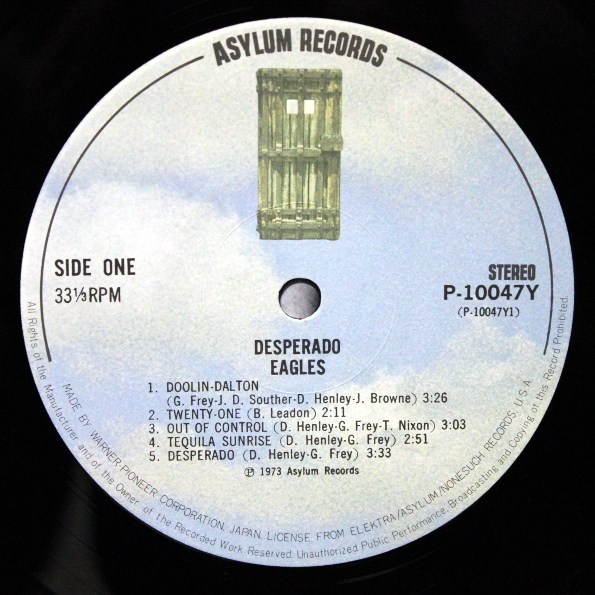 ASYLUM RECORDS
SIDE ONE
33⅓RPM
STEREO
P-10047Y
(P-10047Y1)
DESPERADO
EAGLES
1. DOOLIN-DALTON
(G. Frey-J. D. Souther-D. Henley-J. Browne) 3:26
2. TWENTY-ONE (B. Leadon) 2:11
3. OUT OF CONTROL (D. Henley-G. Frey-T. Nixon) 3:03
4. TEQUILA SUNRISE (D. Henley-G. Frey) 2:51
5. DESPERADO (D. Henley-G. Frey) 3:33
℗ 1973 Asylum Records
MADE BY WARNER-PIONEER CORPORATION, JAPAN, LICENSE FROM ELEKTRA/ASYLUM/NONESUCH RECORDS, U.S.A.
All Rights of the Manufacturer and of the Owner of the Recorded Work Reserved. Unauthorized Public Performance, Broadcasting and Copying of this Record Prohibited.